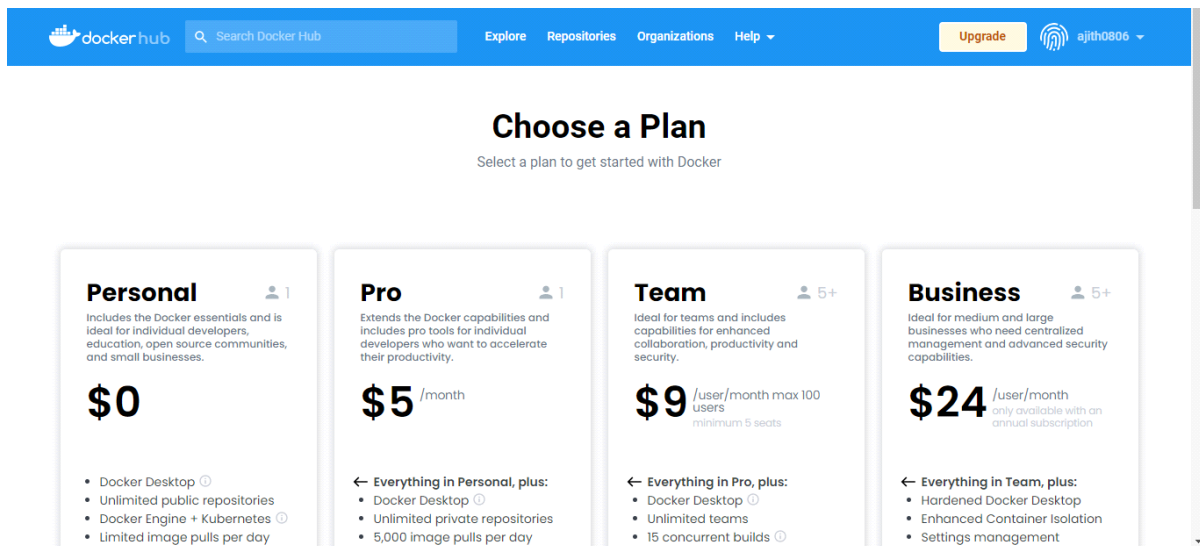 dockerhub
Search Docker Hub
Explore
Repositories
Organizations
Help
Upgrade
ajith0806
Choose a Plan
Select a plan to get started with Docker
Personal
1
Includes the Docker essentials and is
ideal for individual developers,
education, open source communities,
and small businesses.
$0
Docker Desktop
Unlimited public repositories
Docker Engine + Kubernetes
Limited image pulls per day
Pro
1
Extends the Docker capabilities and
includes pro tools for individual
developers who want to accelerate
their productivity.
$5 /month
Everything in Personal, plus:
Docker Desktop
Unlimited private repositories
5,000 image pulls per day
Team
5+
Ideal for teams and includes
capabilities for enhanced
collaboration, productivity and
security.
$9 /user/month max 100
users
minimum 5 seats
Everything in Pro, plus:
Docker Desktop
Unlimited teams
15 concurrent builds
Business
5+
Ideal for medium and large
businesses who need centralized
management and advanced security
capabilities.
$24 /user/month
only available with an
annual subscription
Everything in Team, plus:
Hardened Docker Desktop
Enhanced Container Isolation
Settings management